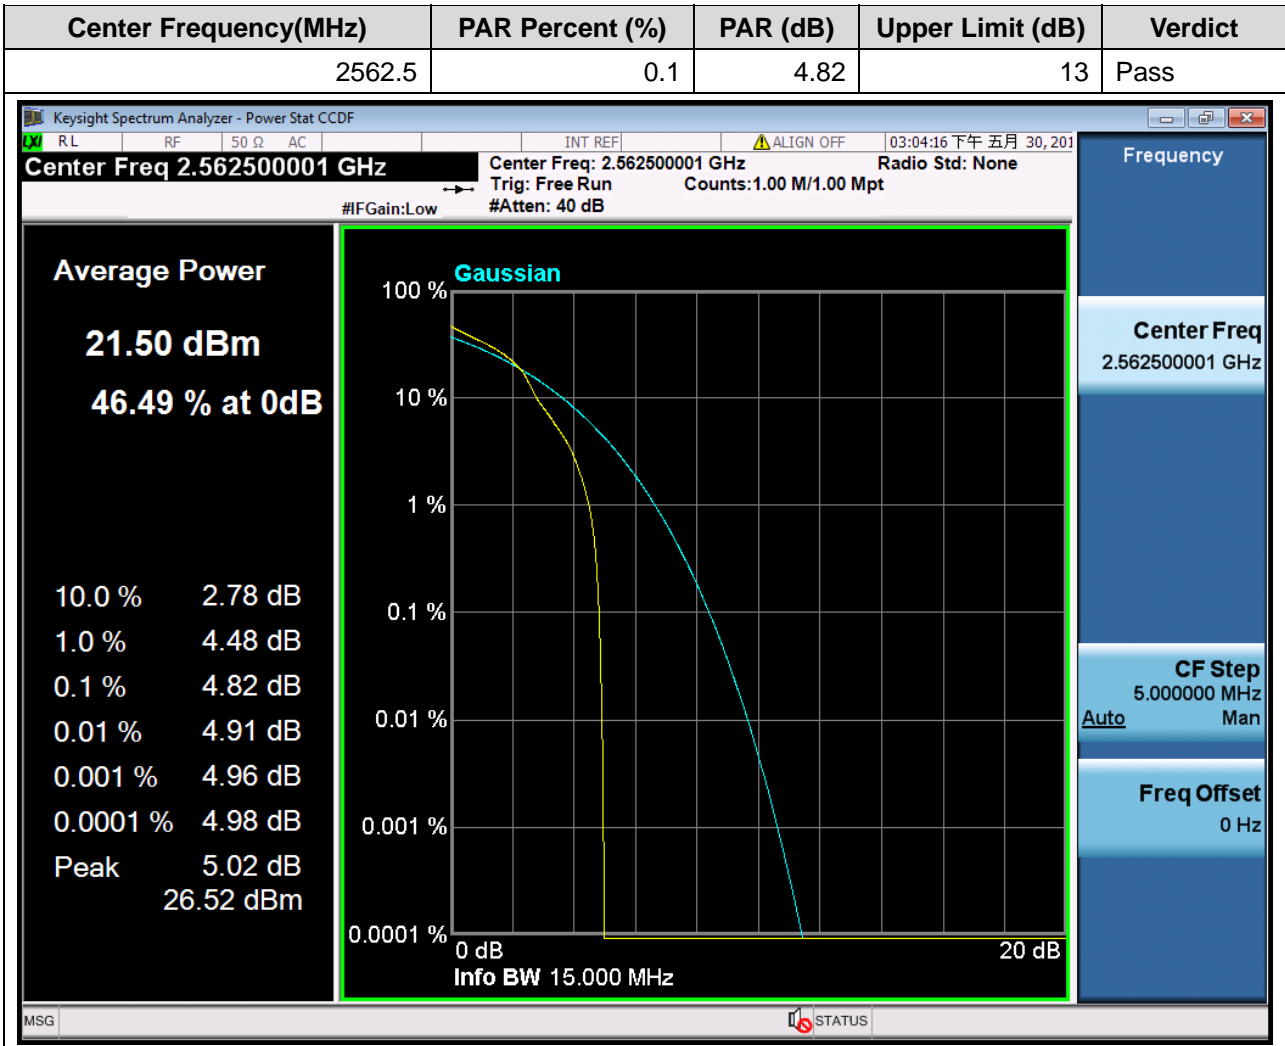 Center Frequency(MHz) PAR Percent (%) PAR (dB) Upper Limit (dB) Verdict
2562.5 0.1 4.82 13 Pass
Keysight Spectrum Analyzer - Power Stat CCDF
LXI RL RF 50 Ω AC INT REF ALIGN OFF 03:04:16 下午 五月 30, 201
Center Freq 2.562500001 GHz
#IFGain:Low
Center Freq: 2.562500001 GHz Radio Std: None
Trig: Free Run Counts:1.00 M/1.00 Mpt
#Atten: 40 dB
Average Power
21.50 dBm
46.49 % at 0dB
10.0 % 2.78 dB
1.0 % 4.48 dB
0.1 % 4.82 dB
0.01 % 4.91 dB
0.001 % 4.96 dB
0.0001 % 4.98 dB
Peak 5.02 dB
26.52 dBm
Gaussian
100 %
10 %
1 %
0.1 %
0.01 %
0.001 %
0.0001 %
0 dB 20 dB
Info BW 15.000 MHz
Frequency
Center Freq
2.562500001 GHz
CF Step
5.000000 MHz
Auto Man
Freq Offset
0 Hz
MSG STATUS